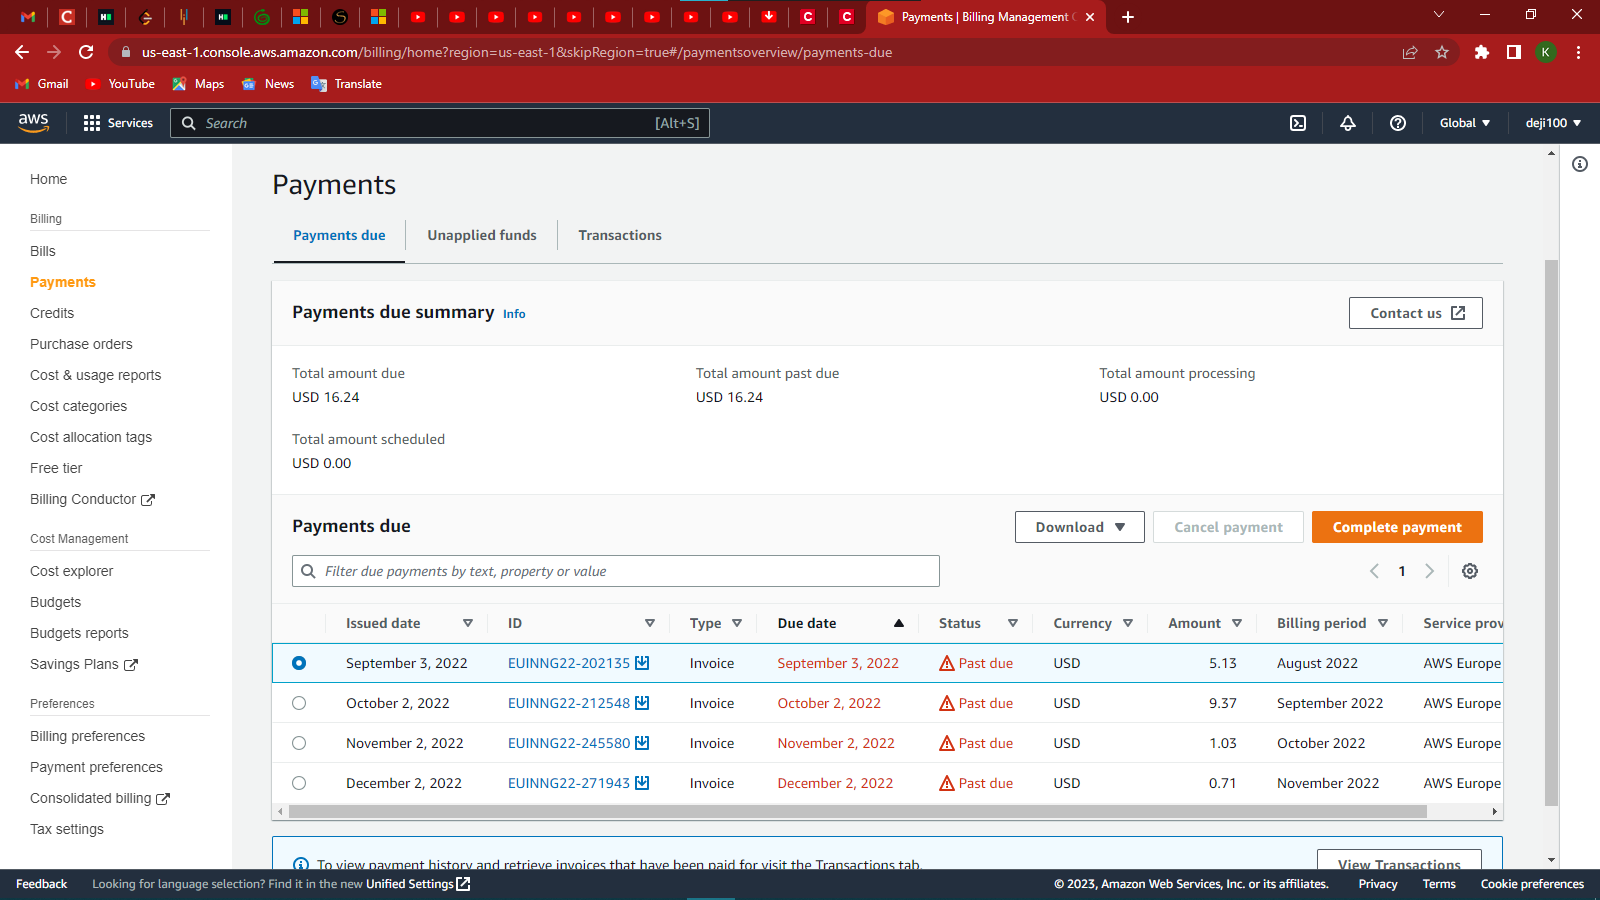 Payments | Billing Management C
us-east-1.console.aws.amazon.com/billing/home?region=us-east-1&skipRegion=true#/paymentsoverview/payments-due
K
Gmail YouTube Maps News Translate
aws Services Search [Alt+S] Global deji100
Home
Billing
Bills
Payments
Credits
Purchase orders
Cost & usage reports
Cost categories
Cost allocation tags
Free tier
Billing Conductor
Cost Management
Cost explorer
Budgets
Budgets reports
Savings Plans
Preferences
Billing preferences
Payment preferences
Consolidated billing
Tax settings
Payments
Payments due Unapplied funds Transactions
Payments due summary Info Contact us
Total amount due Total amount past due Total amount processing
USD 16.24 USD 16.24 USD 0.00
Total amount scheduled
USD 0.00
Payments due Download Cancel payment Complete payment
Filter due payments by text, property or value 1
Issued date ID Type Due date Status Currency Amount Billing period Service prov
September 3, 2022 EUINNG22-202135 Invoice September 3, 2022 Past due USD 5.13 August 2022 AWS Europe
October 2, 2022 EUINNG22-212548 Invoice October 2, 2022 Past due USD 9.37 September 2022 AWS Europe
November 2, 2022 EUINNG22-245580 Invoice November 2, 2022 Past due USD 1.03 October 2022 AWS Europe
December 2, 2022 EUINNG22-271943 Invoice December 2, 2022 Past due USD 0.71 November 2022 AWS Europe
To view payment history and retrieve invoices that have been paid for visit the Transactions tab. View Transactions
Feedback Looking for language selection? Find it in the new Unified Settings © 2023, Amazon Web Services, Inc. or its affiliates. Privacy Terms Cookie preferences